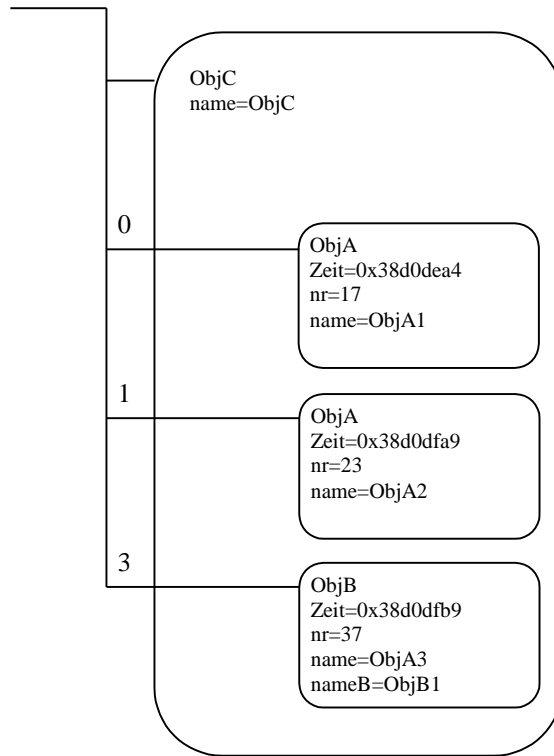 ObjC
name=ObjC
0
ObjA
Zeit=0x38d0dea4
nr=17
name=ObjA1
1
ObjA
Zeit=0x38d0dfa9
nr=23
name=ObjA2
3
ObjB
Zeit=0x38d0dfb9
nr=37
name=ObjA3
nameB=ObjB1